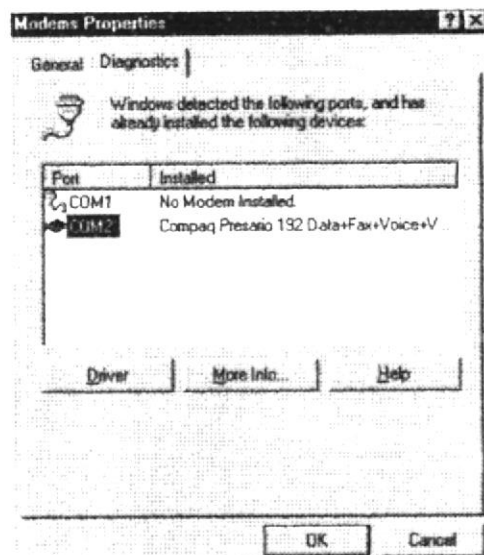 Modems Properties ? X
General Diagnostics
Windows detected the following ports, and has
already installed the following devices:
Port Installed
COM1 No Modem Installed
COM2 Compaq Presario 192 Data+Fax+Voice+V...
Driver More Info... Help
OK Cancel